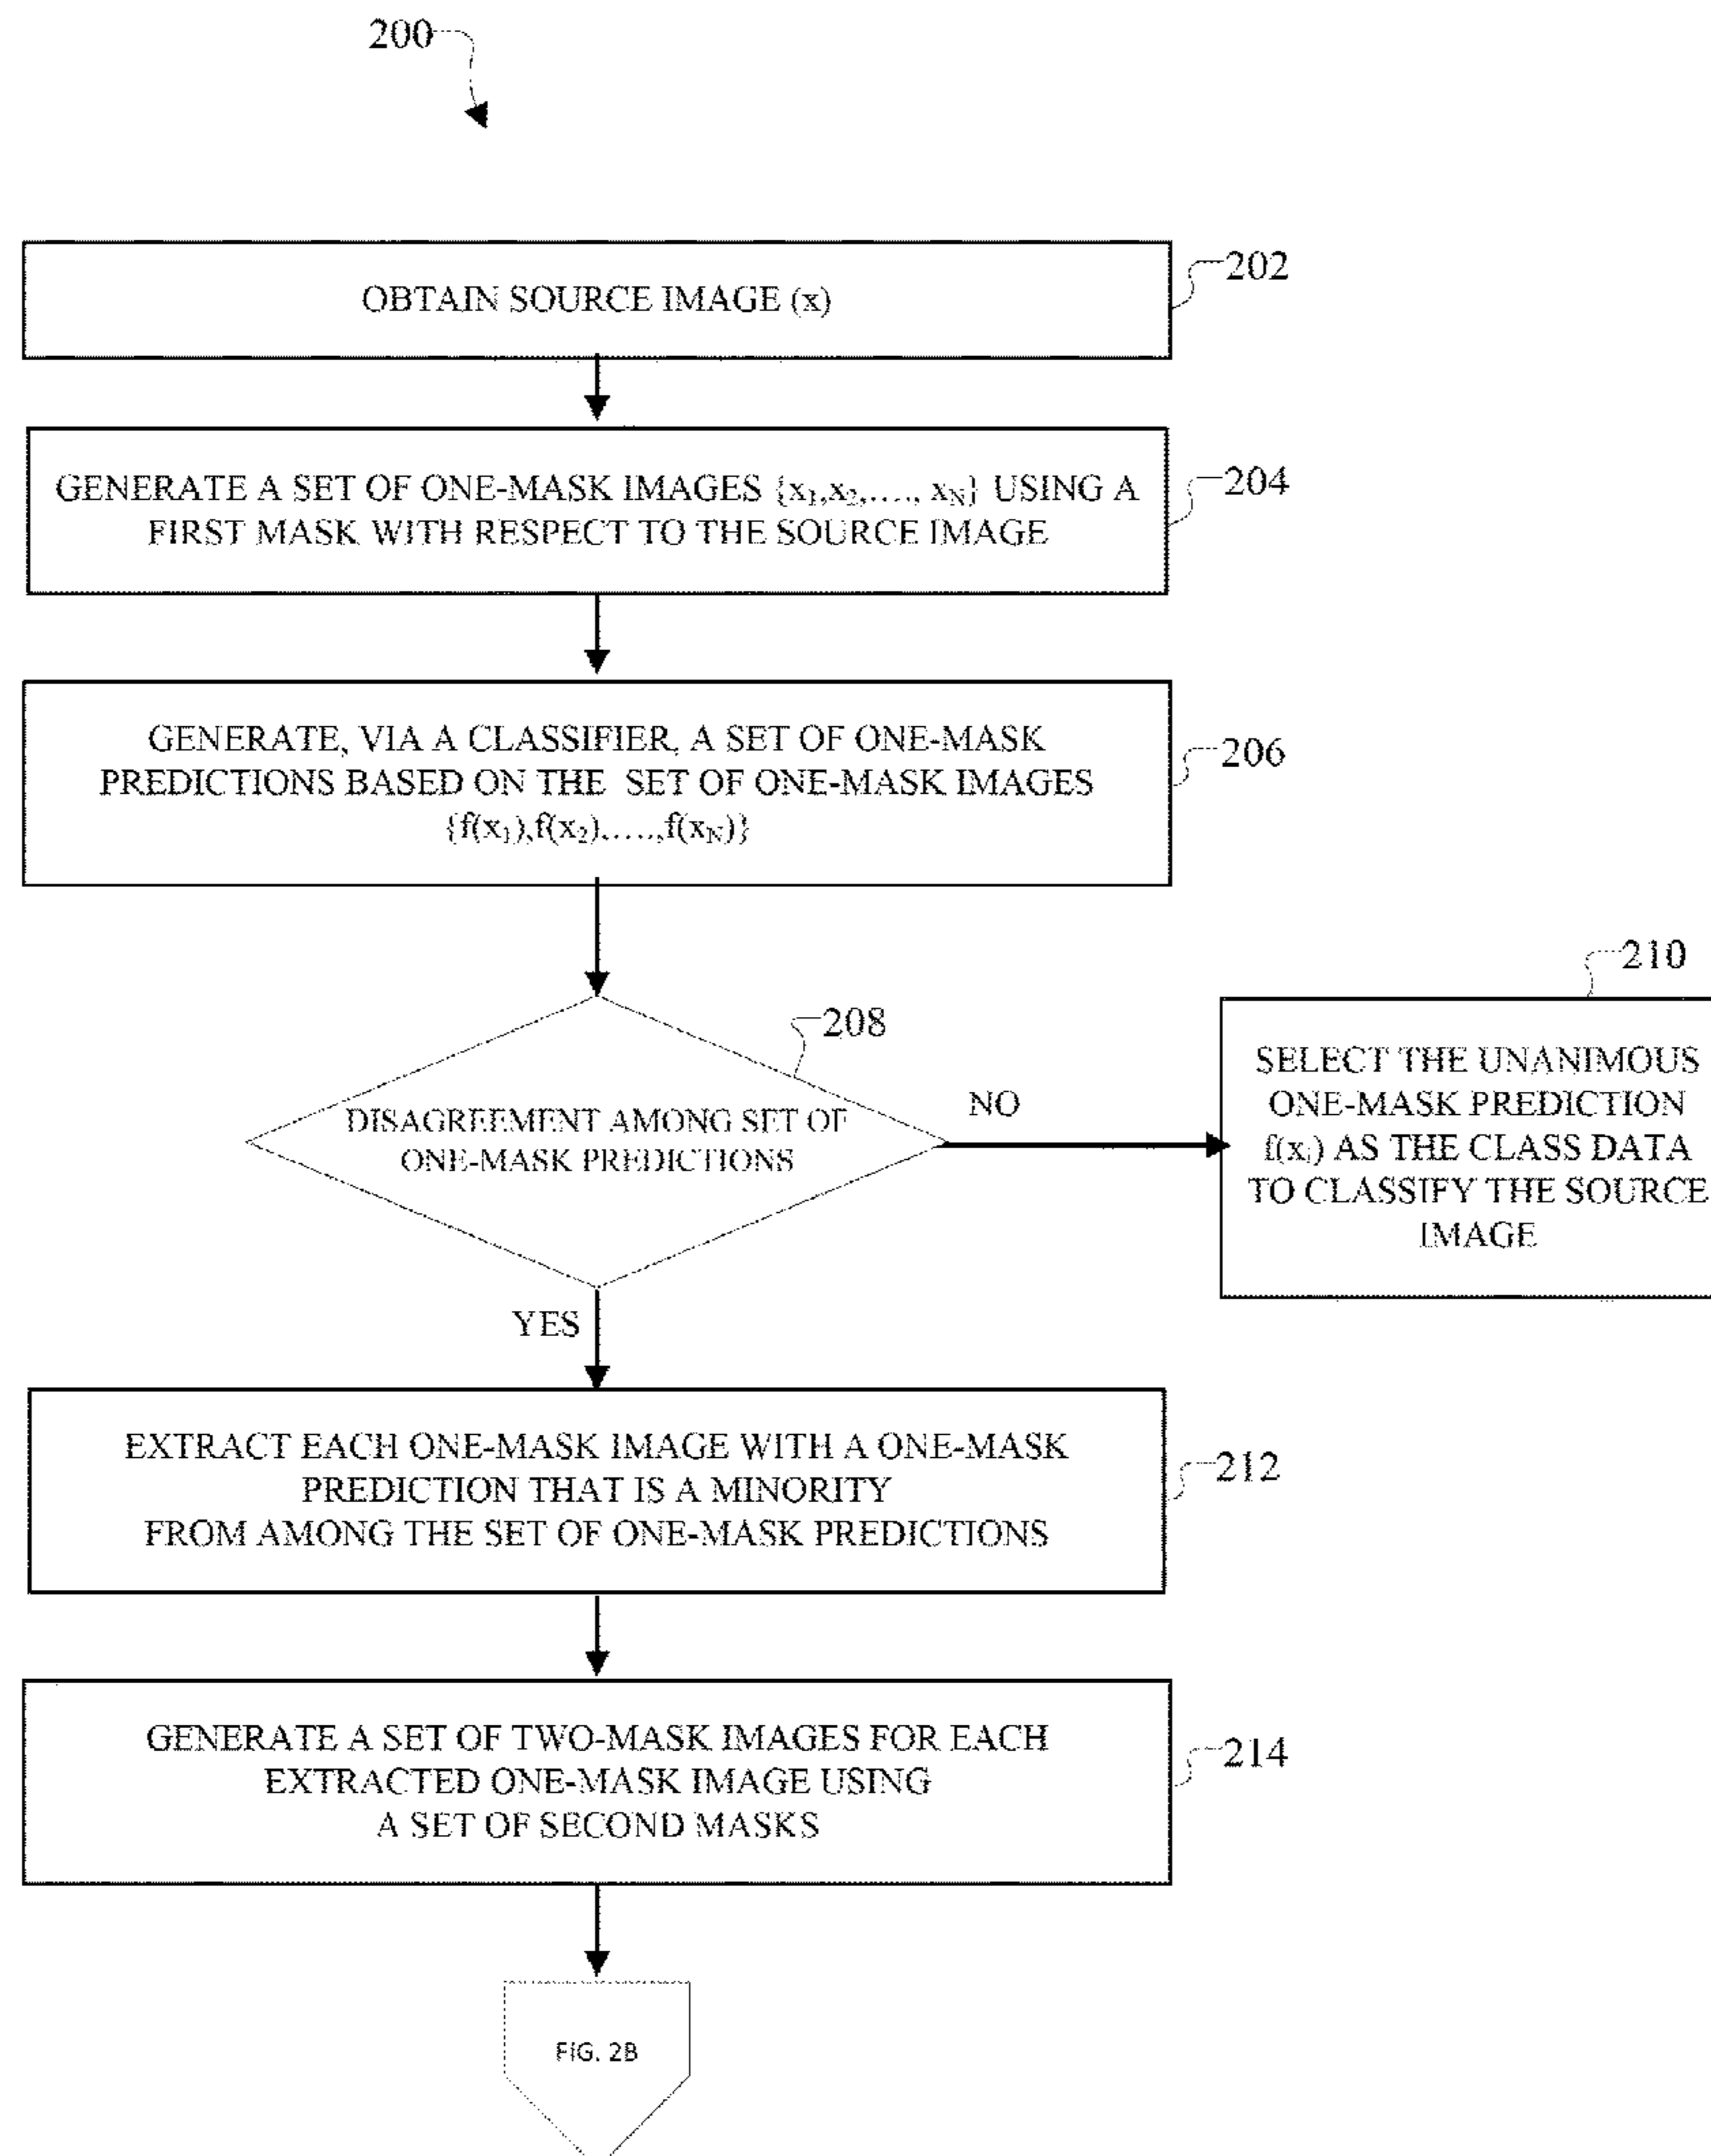 200
OBTAIN SOURCE IMAGE (x)
202
GENERATE A SET OF ONE-MASK IMAGES {x₁,x₂,...., x_N} USING A
FIRST MASK WITH RESPECT TO THE SOURCE IMAGE
204
GENERATE, VIA A CLASSIFIER, A SET OF ONE-MASK
PREDICTIONS BASED ON THE SET OF ONE-MASK IMAGES
{f(x₁),f(x₂),.....,f(x_N)}
206
DISAGREEMENT AMONG SET OF
ONE-MASK PREDICTIONS
208
NO
210
SELECT THE UNANIMOUS
ONE-MASK PREDICTION
f(xᵢ) AS THE CLASS DATA
TO CLASSIFY THE SOURCE
IMAGE
YES
EXTRACT EACH ONE-MASK IMAGE WITH A ONE-MASK
PREDICTION THAT IS A MINORITY
FROM AMONG THE SET OF ONE-MASK PREDICTIONS
212
GENERATE A SET OF TWO-MASK IMAGES FOR EACH
EXTRACTED ONE-MASK IMAGE USING
A SET OF SECOND MASKS
214
FIG. 2B